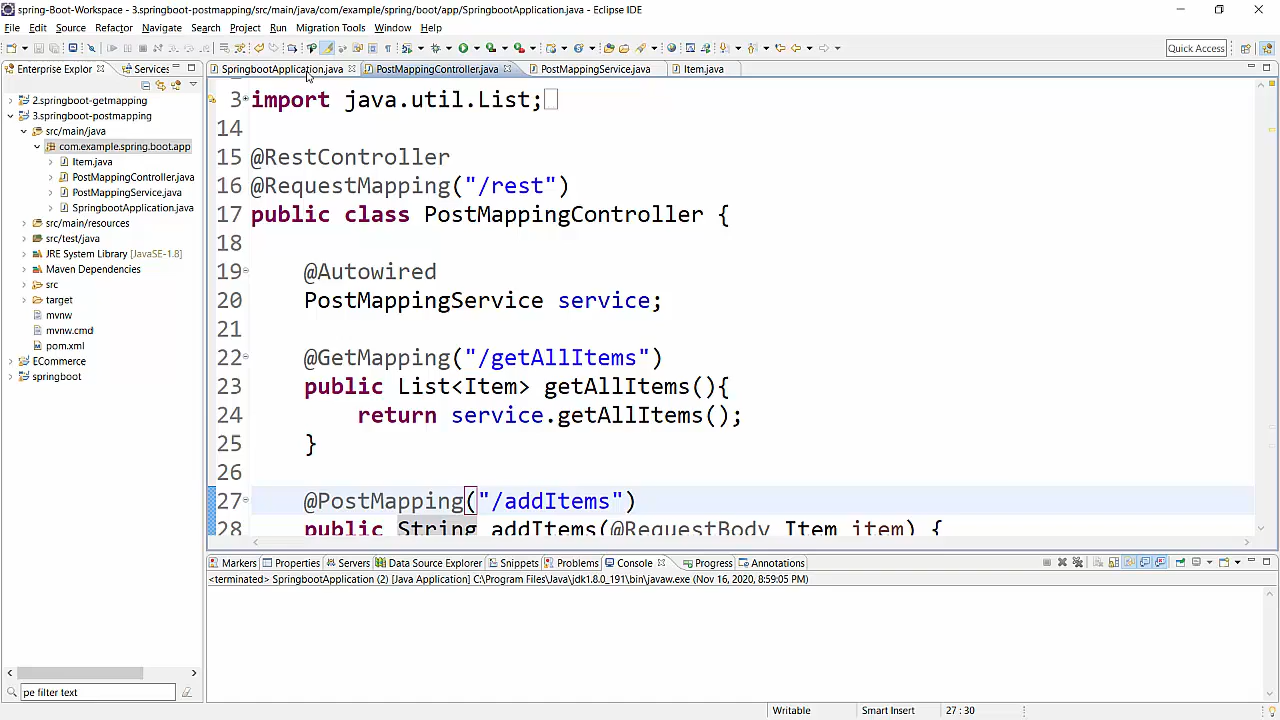 spring-Boot-Workspace - 3.springboot-postmapping/src/main/java/com/example/spring/boot/app/SpringbootApplication.java - Eclipse IDE
File Edit Source Refactor Navigate Search Project Run Migration Tools Window Help
Quick Access
Enterprise Explor Services
SpringbootApplication.java PostMappingController.java PostMappingService.java Item.java
2.springboot-getmapping
3.springboot-postmapping
src/main/java
com.example.spring.boot.app
Item.java
PostMappingController.java
PostMappingService.java
SpringbootApplication.java
src/main/resources
src/test/java
JRE System Library [JavaSE-1.8]
Maven Dependencies
src
target
mvnw
mvnw.cmd
pom.xml
ECommerce
springboot
pe filter text
3 import java.util.List;
14
15 @RestController
16 @RequestMapping("/rest")
17 public class PostMappingController {
18
19 @Autowired
20 PostMappingService service;
21
22 @GetMapping("/getAllItems")
23 public List<Item> getAllItems(){
24 return service.getAllItems();
25 }
26
27 @PostMapping("/addItems")
28 public String addItems(@RequestBody Item item) {
Markers Properties Servers Data Source Explorer Snippets Problems Console Progress Annotations
<terminated> SpringbootApplication (2) [Java Application] C:\Program Files\Java\jdk1.8.0_191\bin\javaw.exe (Nov 16, 2020, 8:59:05 PM)
Writable Smart Insert 27 : 30